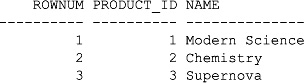 ROWNUM PRODUCT_ID NAME
---------- ---------- ---------------
1 1 Modern Science
2 2 Chemistry
3 3 Supernova